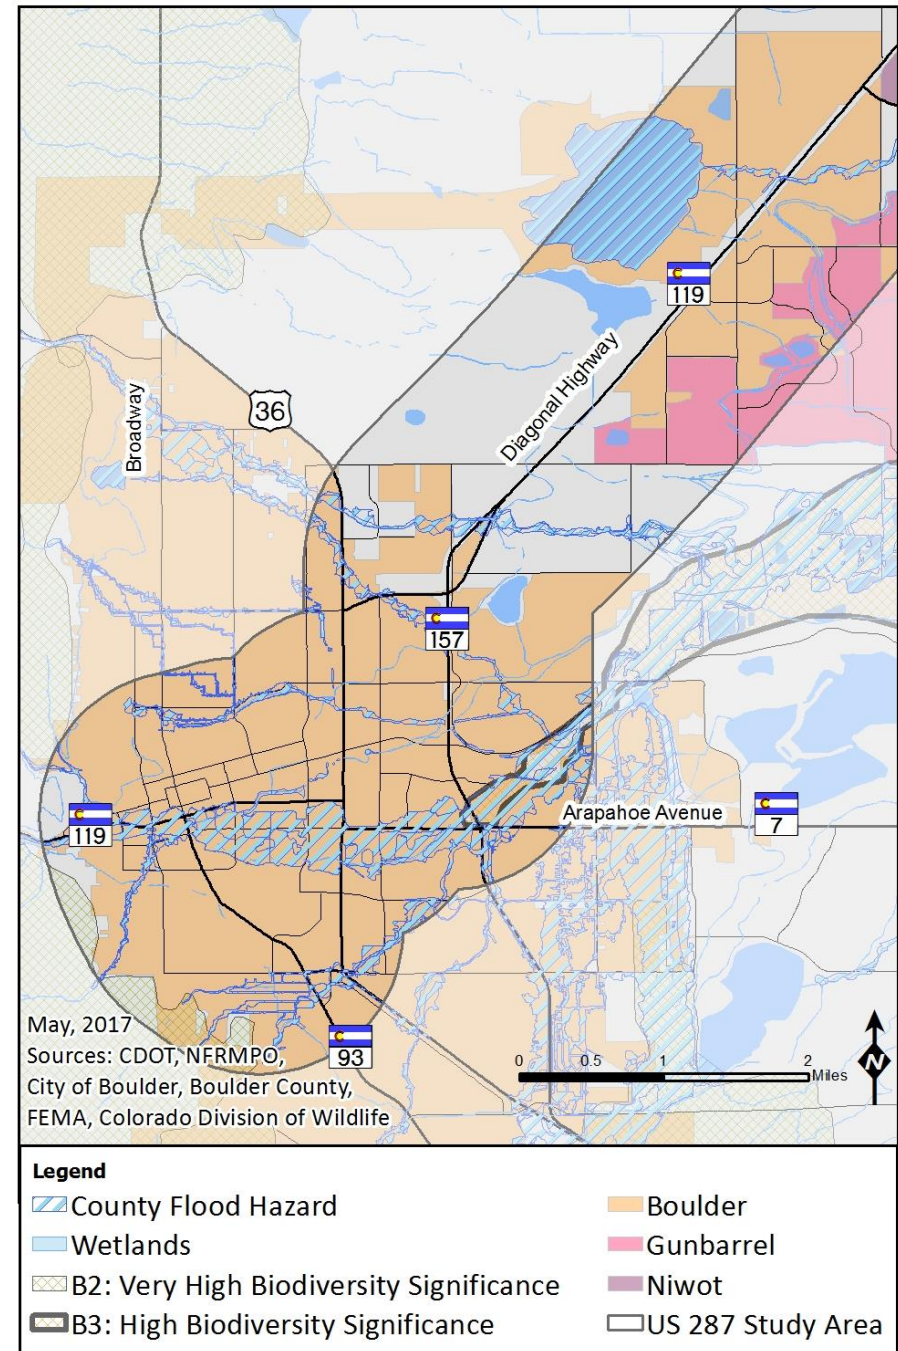 119
Diagonal Highway
Broadway
36
157
Arapahoe Avenue
119
7
May, 2017
Sources: CDOT, NFRMPO,
City of Boulder, Boulder County,
FEMA, Colorado Division of Wildlife
93
0 0.5 1 2
Miles
N
Legend
County Flood Hazard
Wetlands
B2: Very High Biodiversity Significance
B3: High Biodiversity Significance
Boulder
Gunbarrel
Niwot
US 287 Study Area